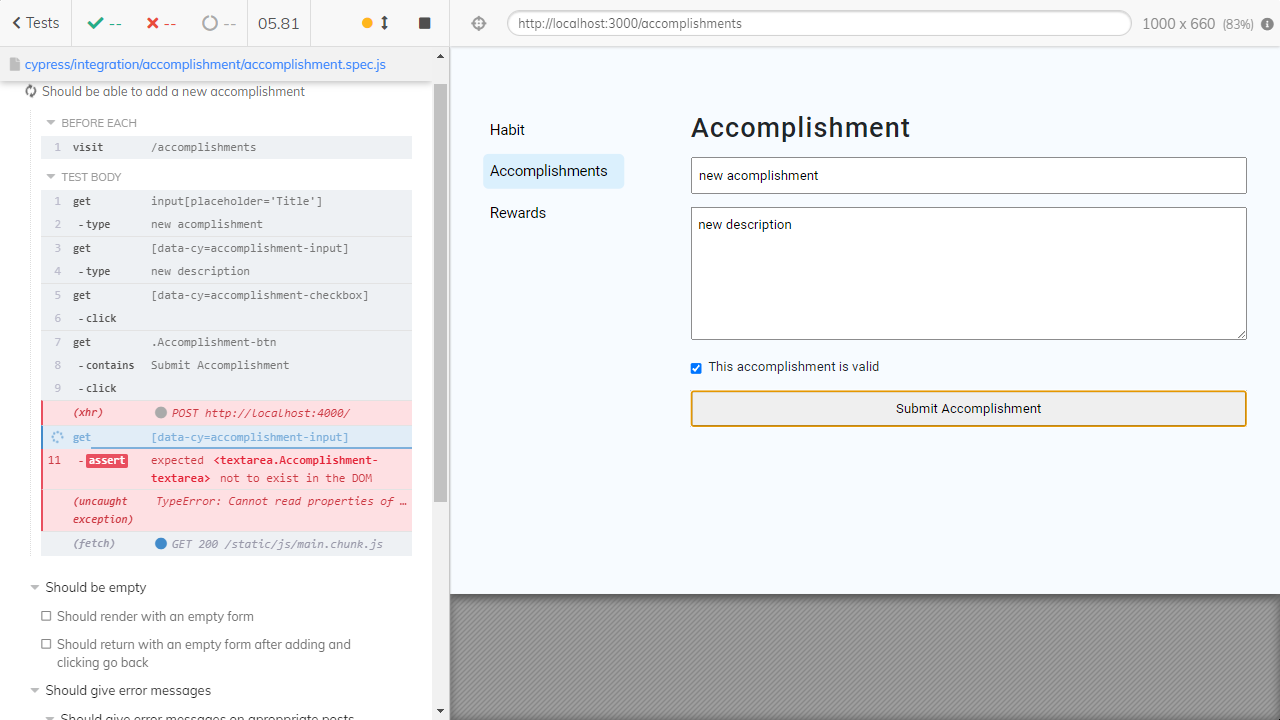 Tests -- -- -- 05.81
http://localhost:3000/accomplishments 1000 x 660 (83%)
cypress/integration/accomplishment/accomplishment.spec.js
Should be able to add a new accomplishment
BEFORE EACH
1 visit /accomplishments
TEST BODY
1 get input[placeholder='Title']
2 -type new acomplishment
3 get [data-cy=accomplishment-input]
4 -type new description
5 get [data-cy=accomplishment-checkbox]
6 -click
7 get .Accomplishment-btn
8 -contains Submit Accomplishment
9 -click
(xhr) POST http://localhost:4000/
get [data-cy=accomplishment-input]
11 -assert expected <textarea.Accomplishment-
textarea> not to exist in the DOM
(uncaught TypeError: Cannot read properties of …
exception)
(fetch) GET 200 /static/js/main.chunk.js
Should be empty
Should render with an empty form
Should return with an empty form after adding and
clicking go back
Should give error messages
Should give error messages on apropriate posts
Habit
Accomplishments
Rewards
Accomplishment
new acomplishment
new description
This accomplishment is valid
Submit Accomplishment